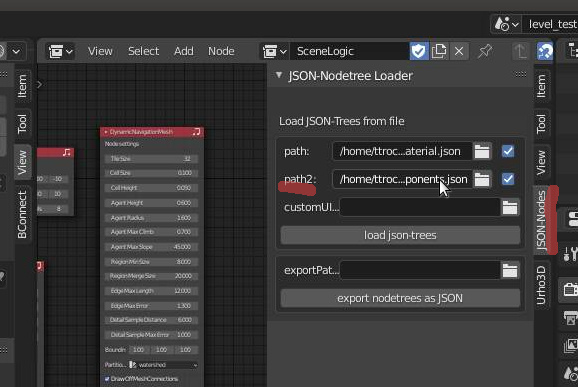 level_test
View Select Add Node SceneLogic
JSON-Nodetree Loader
Load JSON-Trees from file
path: /home/ttroc...aterial.json
path2: /home/ttroc...ponents.json
customUI...
load json-trees
exportPat...
export nodetrees as JSON
Item
Tool
View
BConnect
Item
Tool
View
JSON-Nodes
Urho3D
-10
-10
DynamicNavigationMesh
Node settings
Tile Size 32
Cell Size 0.100
Cell Height 0.050
Agent Height 0.600
Agent Radius 1.600
Agent Max Climb 0.700
Agent Max Slope 45.000
Region Min Size 8.000
Region Merge Size 20.000
Edge Max Length 12.000
Edge Max Error 1.300
Detail Sample Distance 6.000
Detail Sample Max Error 1.000
Boundin 1.00 1.00 1.00
Partitio... watershed
DrawOffMeshConnections